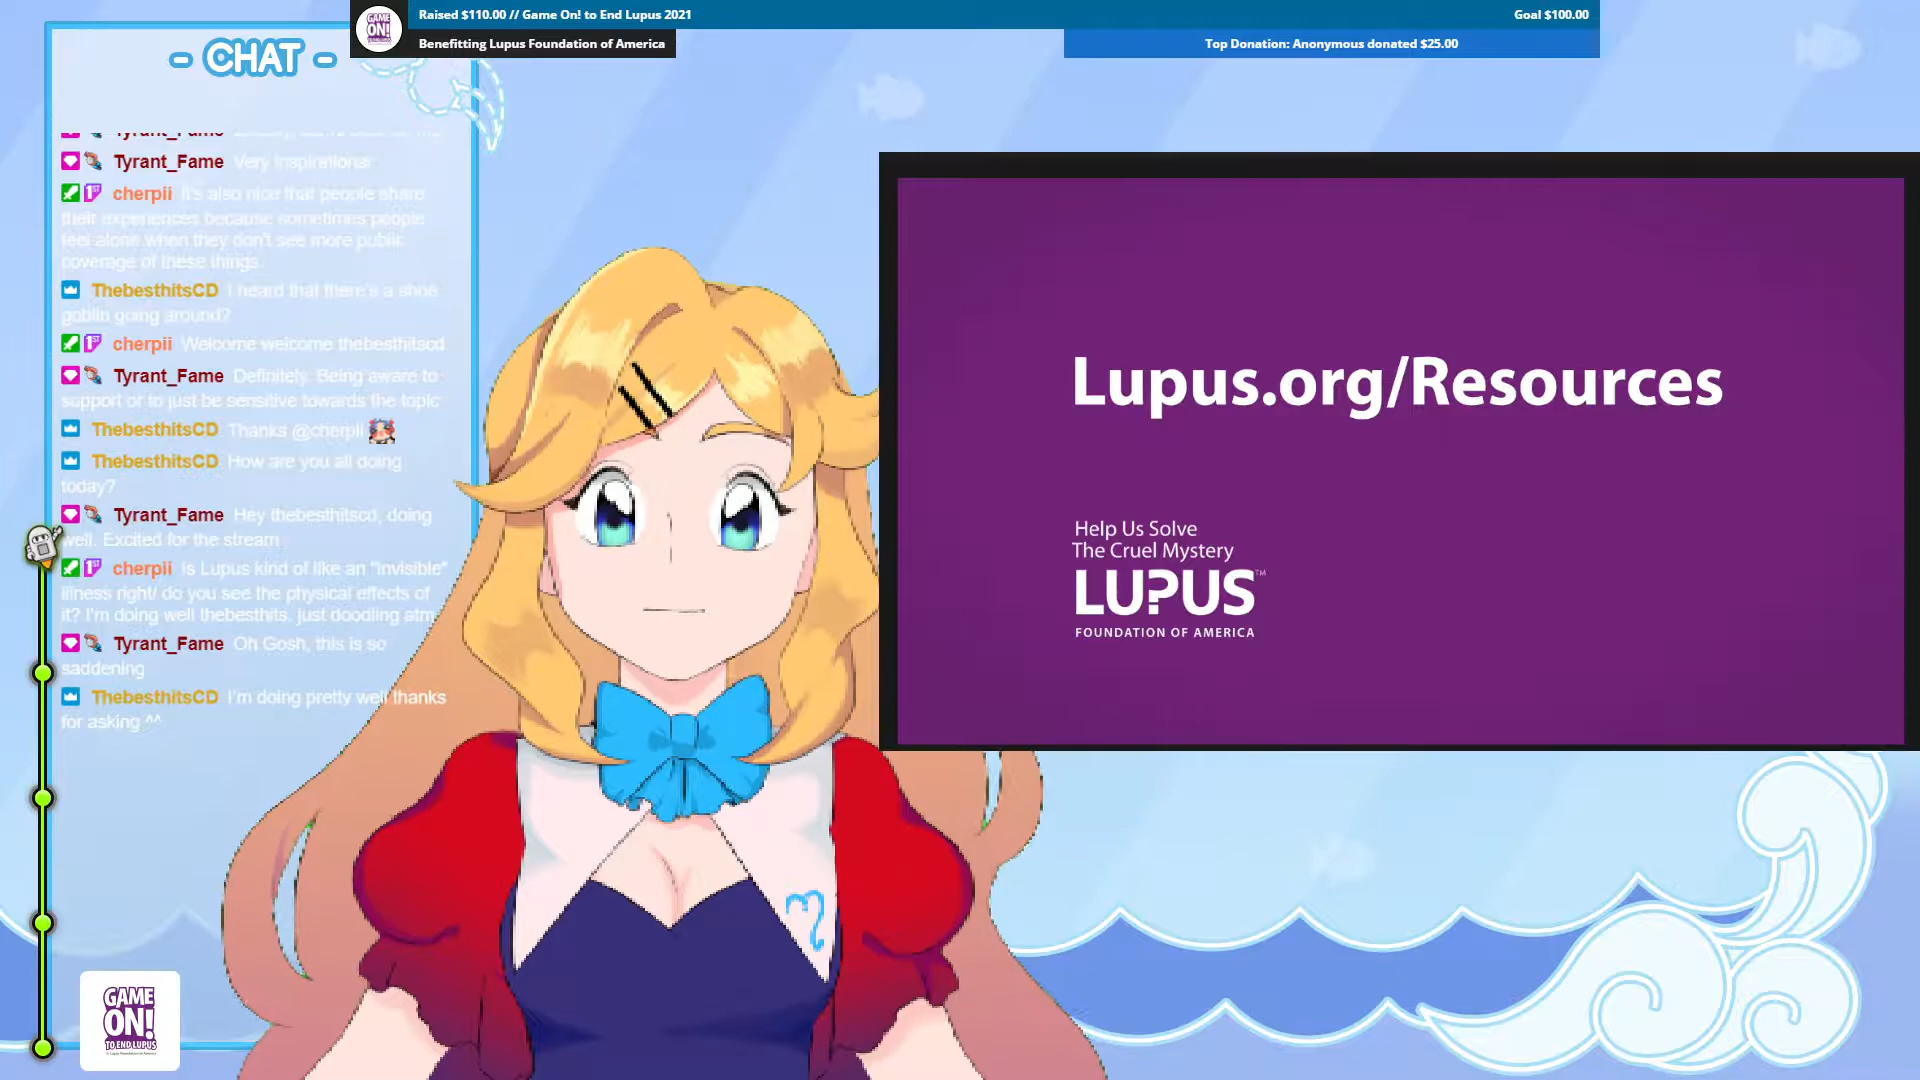 Raised $110.00 // Game On! to End Lupus 2021
Goal $100.00
Benefitting Lupus Foundation of America
Top Donation: Anonymous donated $25.00
GAME
ON!
- CHAT -
Tyrant_Fame
Tyrant_Fame Very inspirational
cherpii It's also nice that people share
their experiences because sometimes people
feel alone when they don't see more public
coverage of these things.
ThebesthitsCD I heard that there's a shoe
goblin going around?
cherpii Welcome welcome thebesthitscd
Tyrant_Fame Definitely. Being aware to
support or to just be sensitive towards the topic
ThebesthitsCD Thanks @cherpii
ThebesthitsCD How are you all doing
today?
Tyrant_Fame Hey thebesthitscd, doing
well. Excited for the stream
cherpii Is Lupus kind of like an "invisible"
illness right/ do you see the physical effects of
it? I'm doing well thebesthits. just doodling atm
Tyrant_Fame Oh Gosh, this is so
saddening
ThebesthitsCD I'm doing pretty well thanks
for asking ^^
Lupus.org/Resources
Help Us Solve
The Cruel Mystery
LU?US™
FOUNDATION OF AMERICA
GAME
ON!
TO END LUPUS